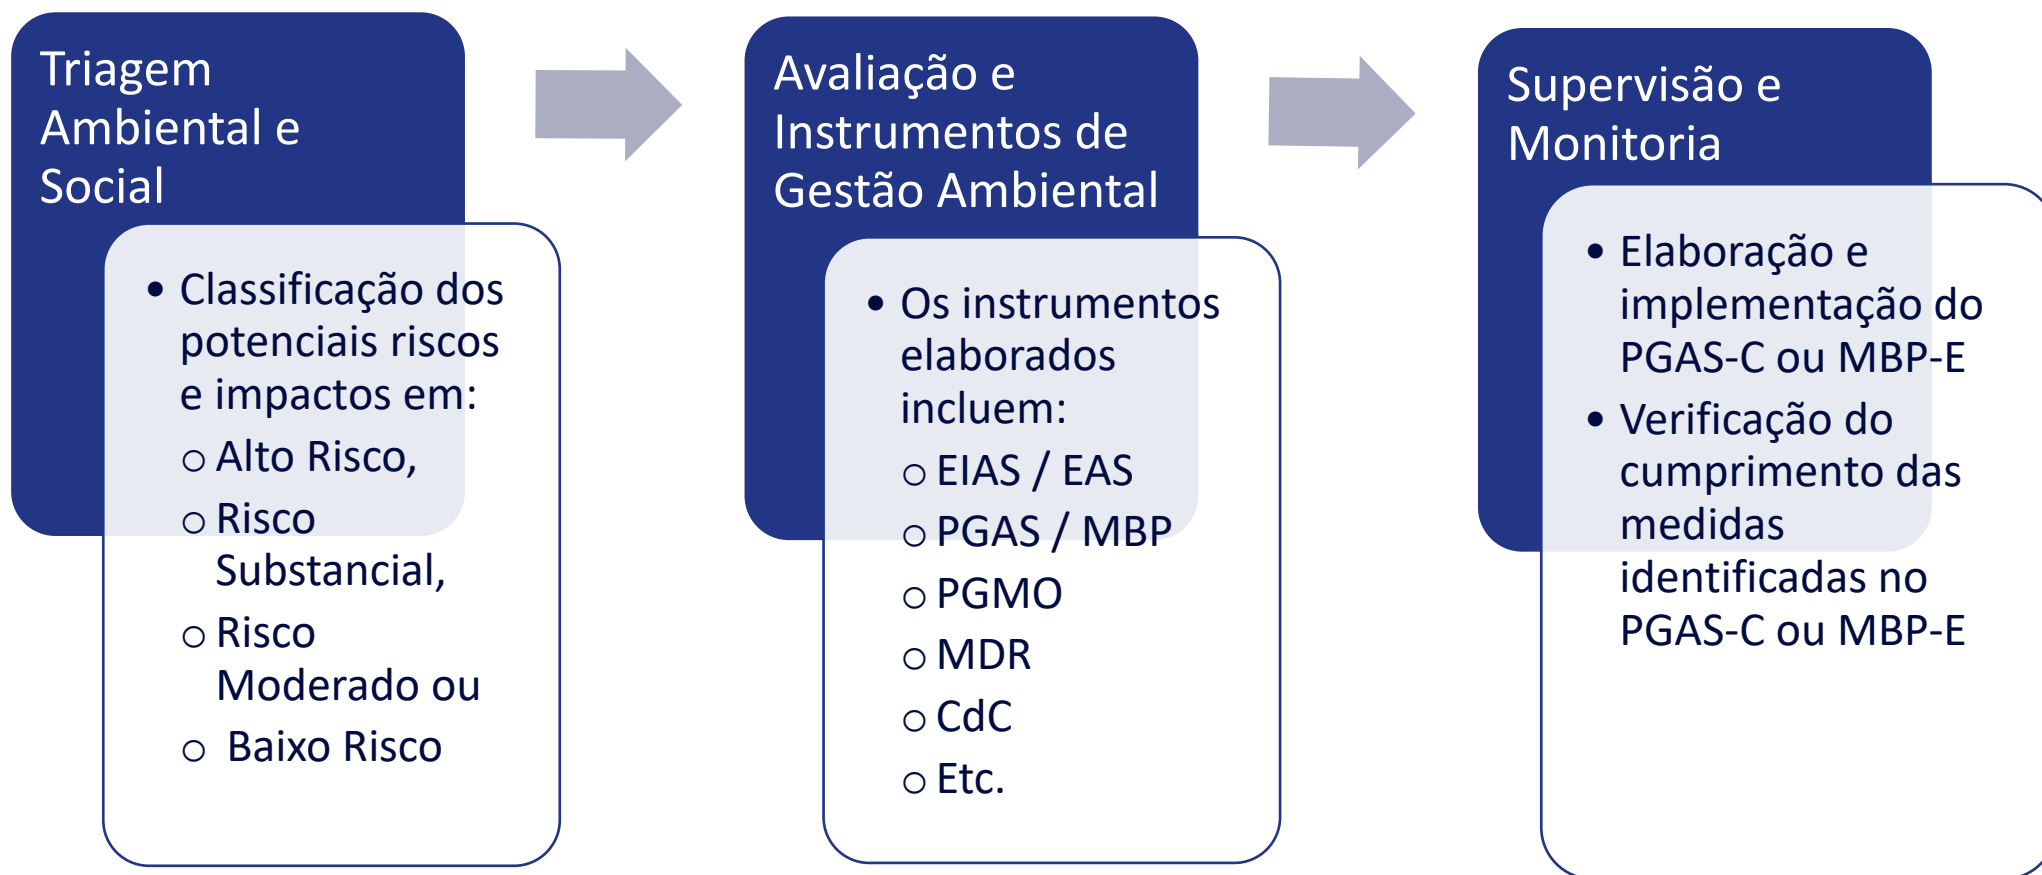 Triagem
Ambiental e
Social
• Classificação dos
potenciais riscos
e impactos em:
o Alto Risco,
o Risco
Substancial,
o Risco
Moderado ou
o Baixo Risco
Avaliação e
Instrumentos de
Gestão Ambiental
• Os instrumentos
elaborados
incluem:
o EIAS / EAS
o PGAS / MBP
o PGMO
o MDR
o CdC
o Etc.
Supervisão e
Monitoria
• Elaboração e
implementação do
PGAS-C ou MBP-E
• Verificação do
cumprimento das
medidas
identificadas no
PGAS-C ou MBP-E